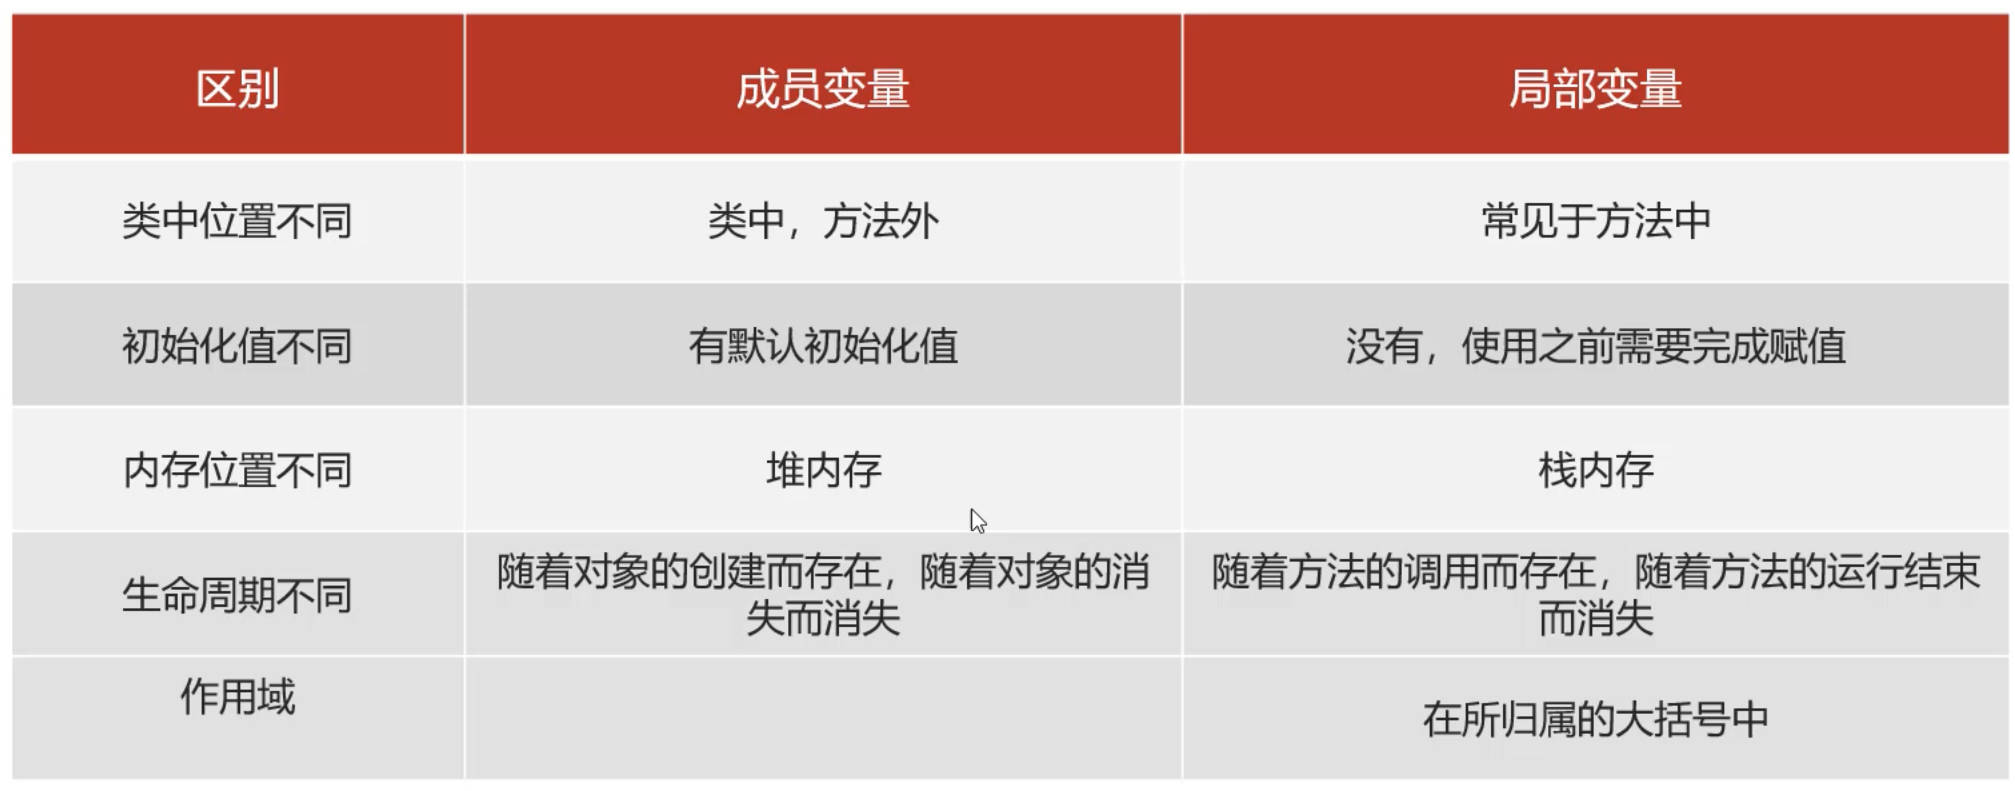 区别
成员变量
局部变量
类中位置不同
类中，方法外
常见于方法中
初始化值不同
有默认初始化值
没有，使用之前需要完成赋值
内存位置不同
堆内存
栈内存
生命周期不同
随着对象的创建而存在，随着对象的消
失而消失
随着方法的调用而存在，随着方法的运行结束
而消失
作用域
在所归属的大括号中